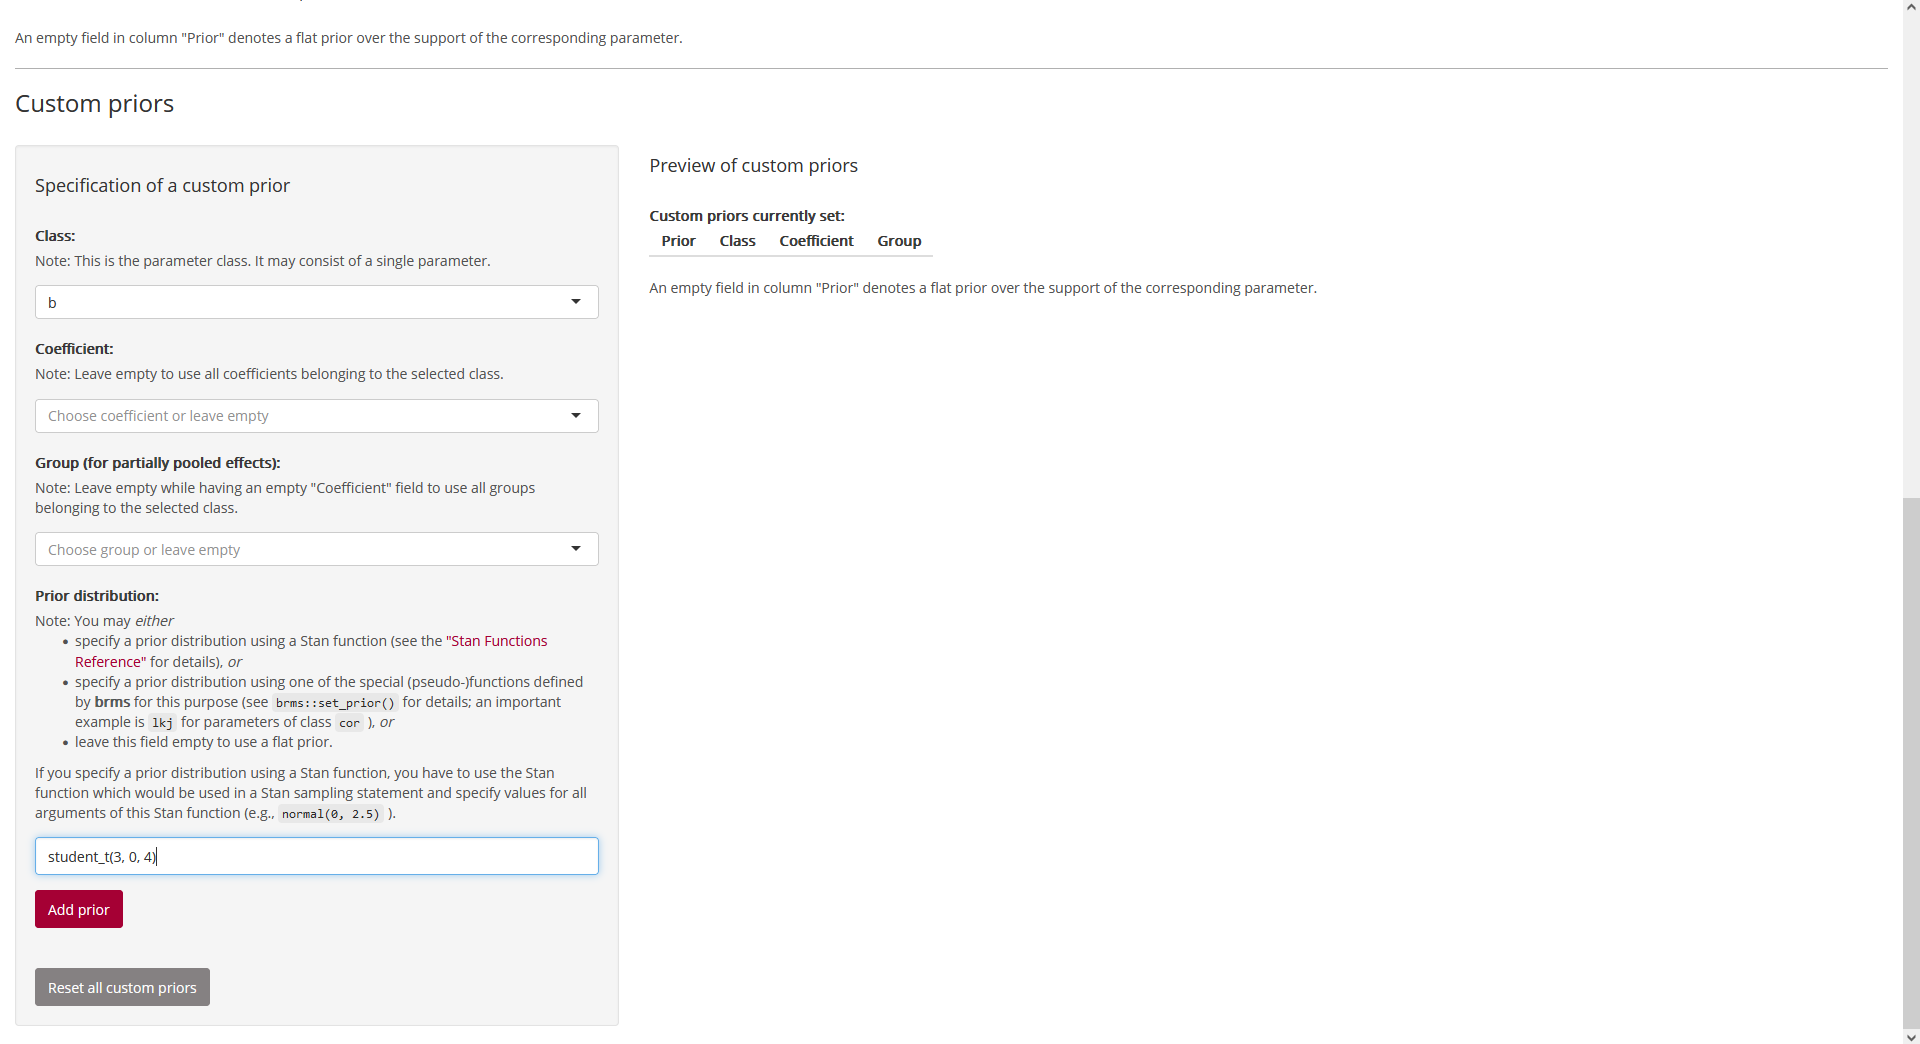 An empty field in column "Prior" denotes a flat prior over the support of the corresponding parameter.
Custom priors
Specification of a custom prior
Class:
Note: This is the parameter class. It may consist of a single parameter.
b
Coefficient:
Note: Leave empty to use all coefficients belonging to the selected class.
Choose coefficient or leave empty
Group (for partially pooled effects):
Note: Leave empty while having an empty "Coefficient" field to use all groups
belonging to the selected class.
Choose group or leave empty
Prior distribution:
Note: You may either
• specify a prior distribution using a Stan function (see the "Stan Functions
Reference" for details), or
• specify a prior distribution using one of the special (pseudo-)functions defined
by brms for this purpose (see brms::set_prior() for details; an important
example is lkj for parameters of class cor ), or
• leave this field empty to use a flat prior.
If you specify a prior distribution using a Stan function, you have to use the Stan
function which would be used in a Stan sampling statement and specify values for all
arguments of this Stan function (e.g., normal(0, 2.5) ).
student_t(3, 0, 4)
Add prior
Reset all custom priors
Preview of custom priors
Custom priors currently set:
Prior Class Coefficient Group
An empty field in column "Prior" denotes a flat prior over the support of the corresponding parameter.